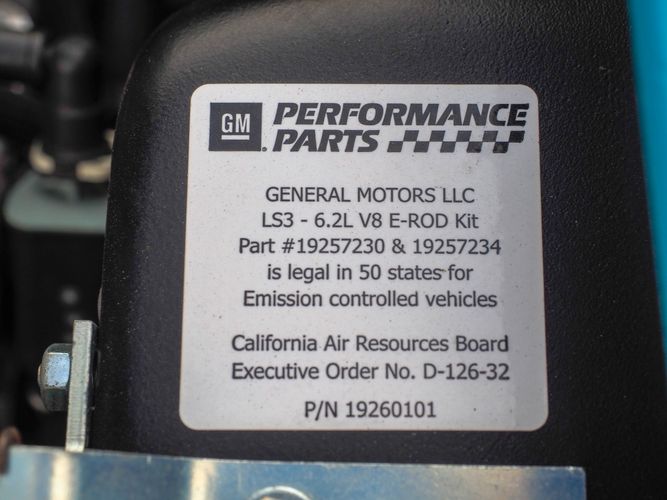 GM PERFORMANCE
PARTS
GENERAL MOTORS LLC
LS3 - 6.2L V8 E-ROD Kit
Part #19257230 & 19257234
is legal in 50 states for
Emission controlled vehicles
California Air Resources Board
Executive Order No. D-126-32
P/N 19260101